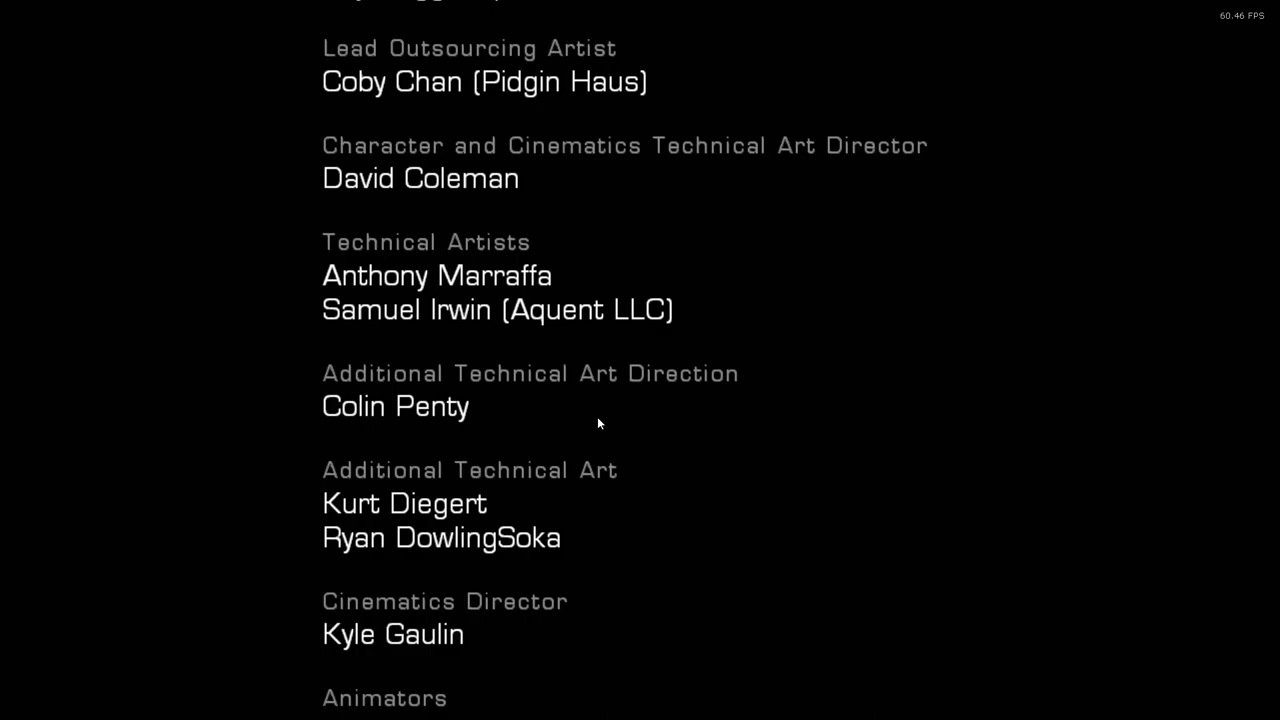 60.46 FPS
Lead Outsourcing Artist
Coby Chan (Pidgin Haus)
Character and Cinematics Technical Art Director
David Coleman
Technical Artists
Anthony Marraffa
Samuel Irwin (Aquent LLC)
Additional Technical Art Direction
Colin Penty
Additional Technical Art
Kurt Diegert
Ryan DowlingSoka
Cinematics Director
Kyle Gaulin
Animators